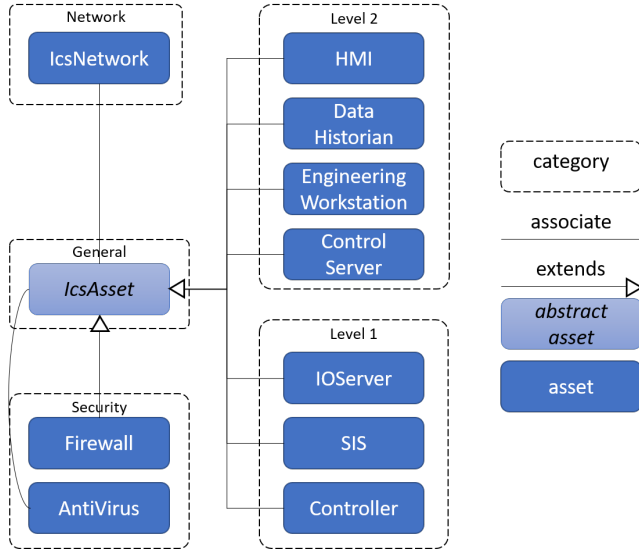 Network
IcsNetwork
General
IcsAsset
Security
Firewall
AntiVirus
Level 2
HMI
Data
Historian
Engineering
Workstation
Control
Server
Level 1
IOServer
SIS
Controller
category
associate
extends
abstract
asset
asset